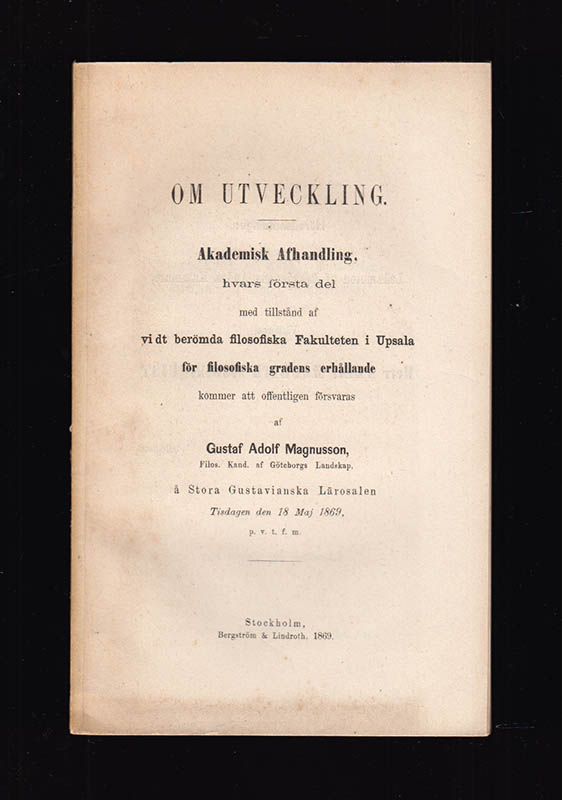 OM UTVECKLING.
Akademisk Afhandling,
hvars första del
med tillstånd af
vidt berömda filosofiska Fakulteten i Upsala
för filosofiska gradens erhållande
kommer att offentligen försvaras
af
Gustaf Adolf Magnusson,
Filos. Kand. af Göteborgs Landskap,
å Stora Gustavianska Lärosalen
Tisdagen den 18 Maj 1869,
p. v. t. f. m.
Stockholm,
Bergström & Lindroth. 1869.